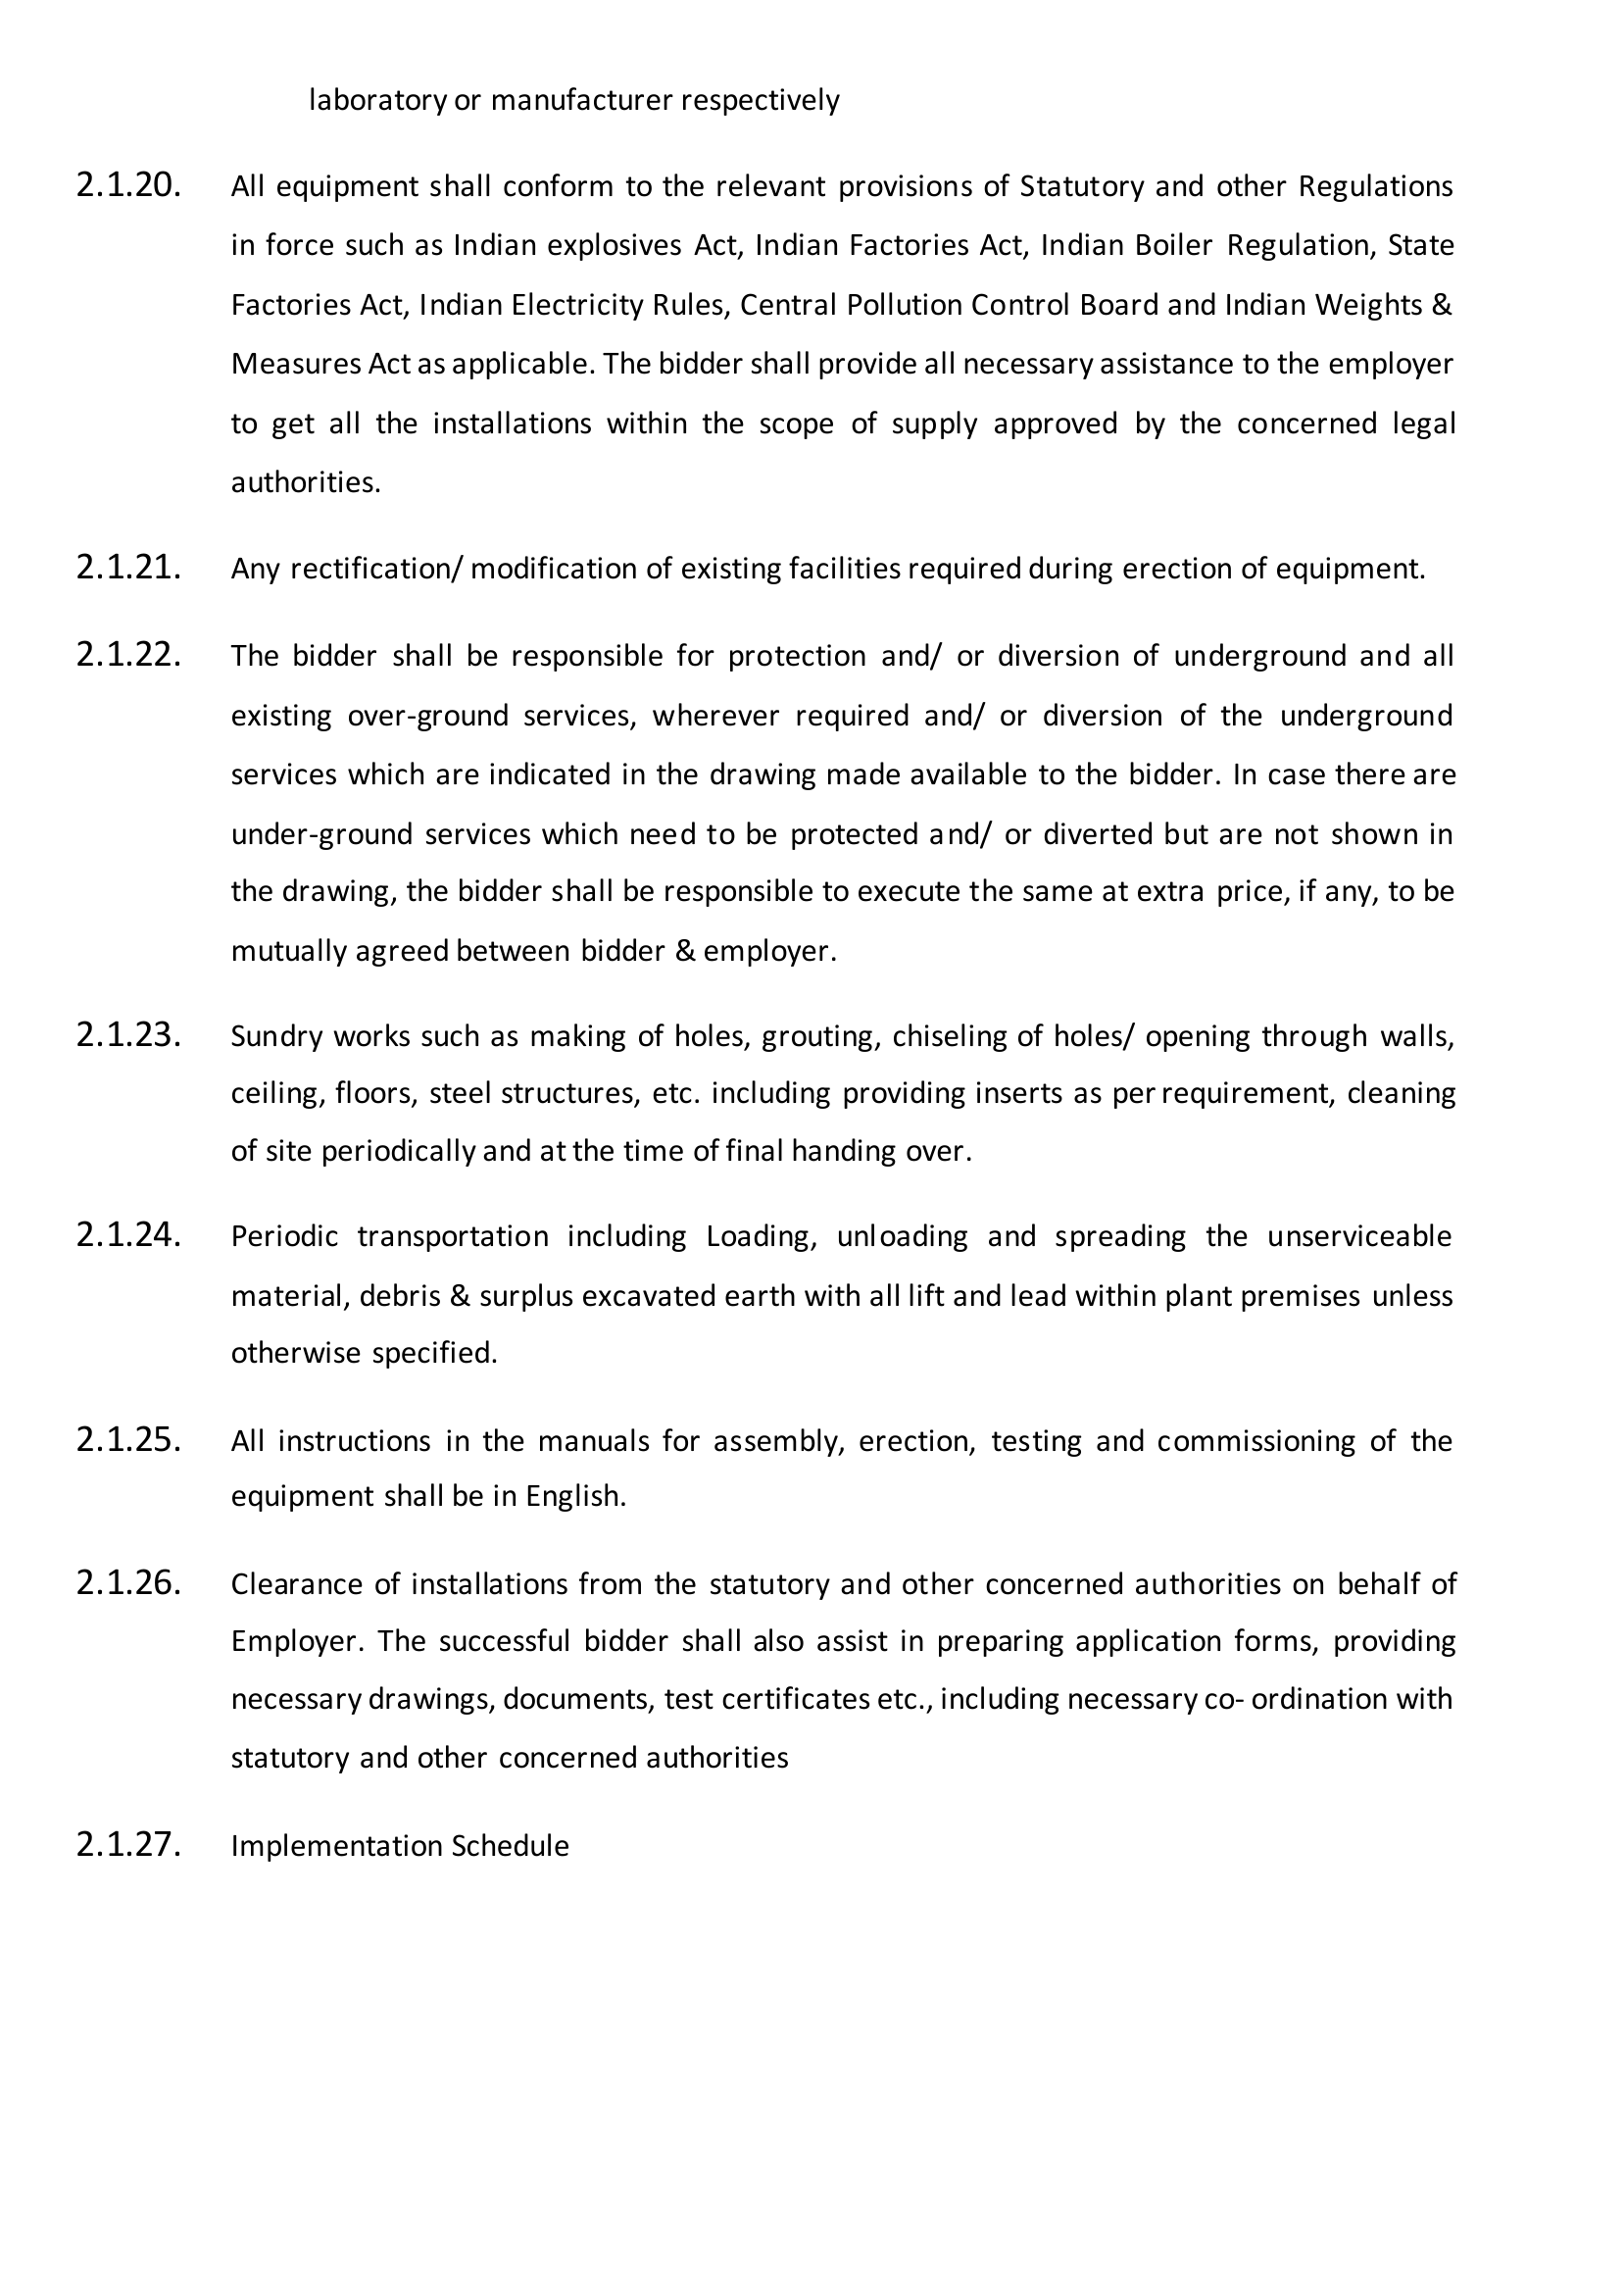 laboratory or manufacturer respectively
2.1.20. All equipment shall conform to the relevant provisions of Statutory and other Regulations
in force such as Indian explosives Act, Indian Factories Act, Indian Boiler Regulation, State
Factories Act, Indian Electricity Rules, Central Pollution Control Board and Indian Weights &
Measures Act as applicable. The bidder shall provide all necessary assistance to the employer
to get all the installations within the scope of supply approved by the concerned legal
authorities.
2.1.21. Any rectification/ modification of existing facilities required during erection of equipment.
2.1.22. The bidder shall be responsible for protection and/ or diversion of underground and all
existing over-ground services, wherever required and/ or diversion of the underground
services which are indicated in the drawing made available to the bidder. In case there are
under-ground services which need to be protected and/ or diverted but are not shown in
the drawing, the bidder shall be responsible to execute the same at extra price, if any, to be
mutually agreed between bidder & employer.
2.1.23. Sundry works such as making of holes, grouting, chiseling of holes/ opening through walls,
ceiling, floors, steel structures, etc. including providing inserts as per requirement, cleaning
of site periodically and at the time of final handing over.
2.1.24. Periodic transportation including Loading, unloading and spreading the unserviceable
material, debris & surplus excavated earth with all lift and lead within plant premises unless
otherwise specified.
2.1.25. All instructions in the manuals for assembly, erection, testing and commissioning of the
equipment shall be in English.
2.1.26. Clearance of installations from the statutory and other concerned authorities on behalf of
Employer. The successful bidder shall also assist in preparing application forms, providing
necessary drawings, documents, test certificates etc., including necessary co- ordination with
statutory and other concerned authorities
2.1.27. Implementation Schedule